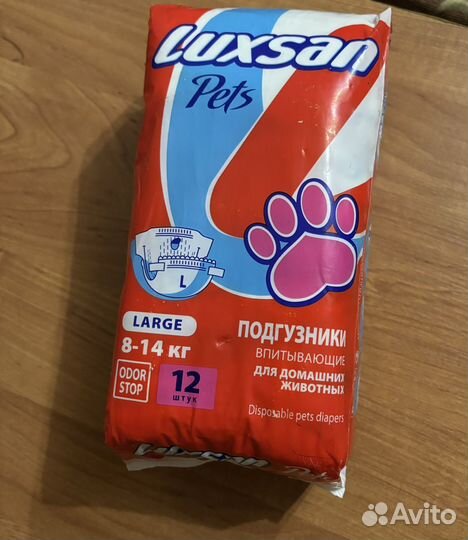 Luxsan
Pets
L
LARGE
8-14 кг
ODOR
STOP
12
штук
ПОДГУЗНИКИ
ВПИТЫВАЮЩИЕ
ДЛЯ ДОМАШНИХ
ЖИВОТНЫХ
Disposable pets diapers
Luxsan
Avito